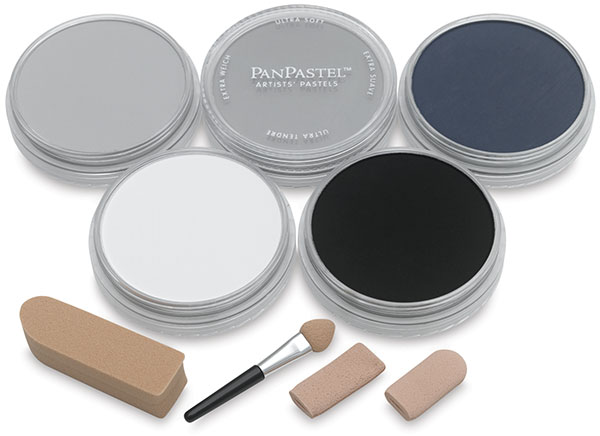 ULTRA SOFT
EXTRA WEICH
PANPASTEL™
ARTISTS' PASTELS
EXTRA SUAVE
ULTRA TENDRE